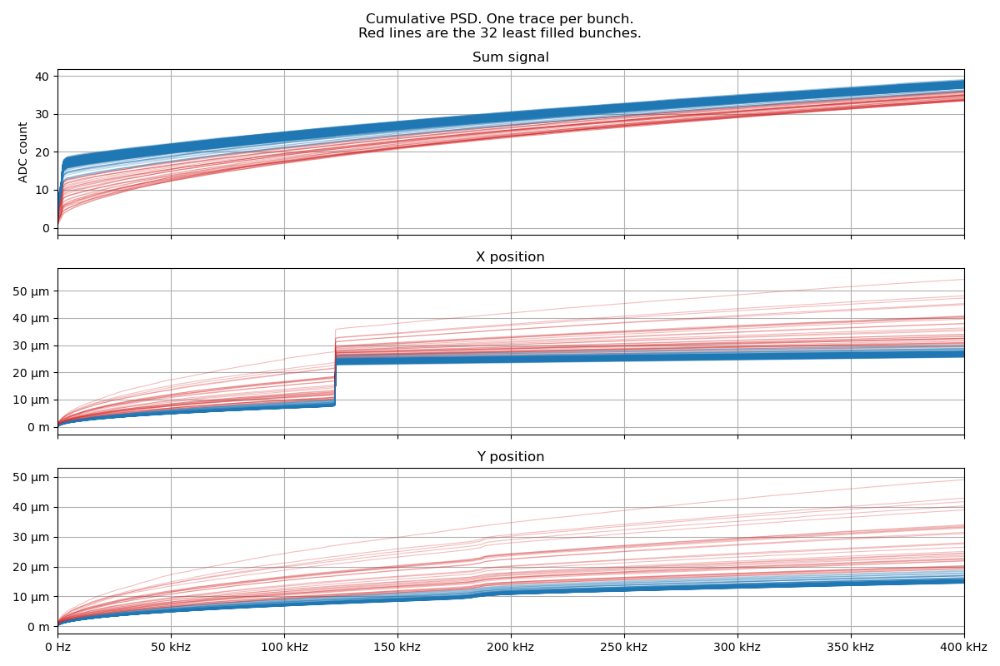 Cumulative PSD. One trace per bunch.
Red lines are the 32 least filled bunches.
Sum signal
40
30
20
10
0
ADC count
X position
50 µm
40 µm
30 µm
20 µm
10 µm
0 m
Y position
50 µm
40 µm
30 µm
20 µm
10 µm
0 m
0 Hz 50 kHz 100 kHz 150 kHz 200 kHz 250 kHz 300 kHz 350 kHz 400 kHz